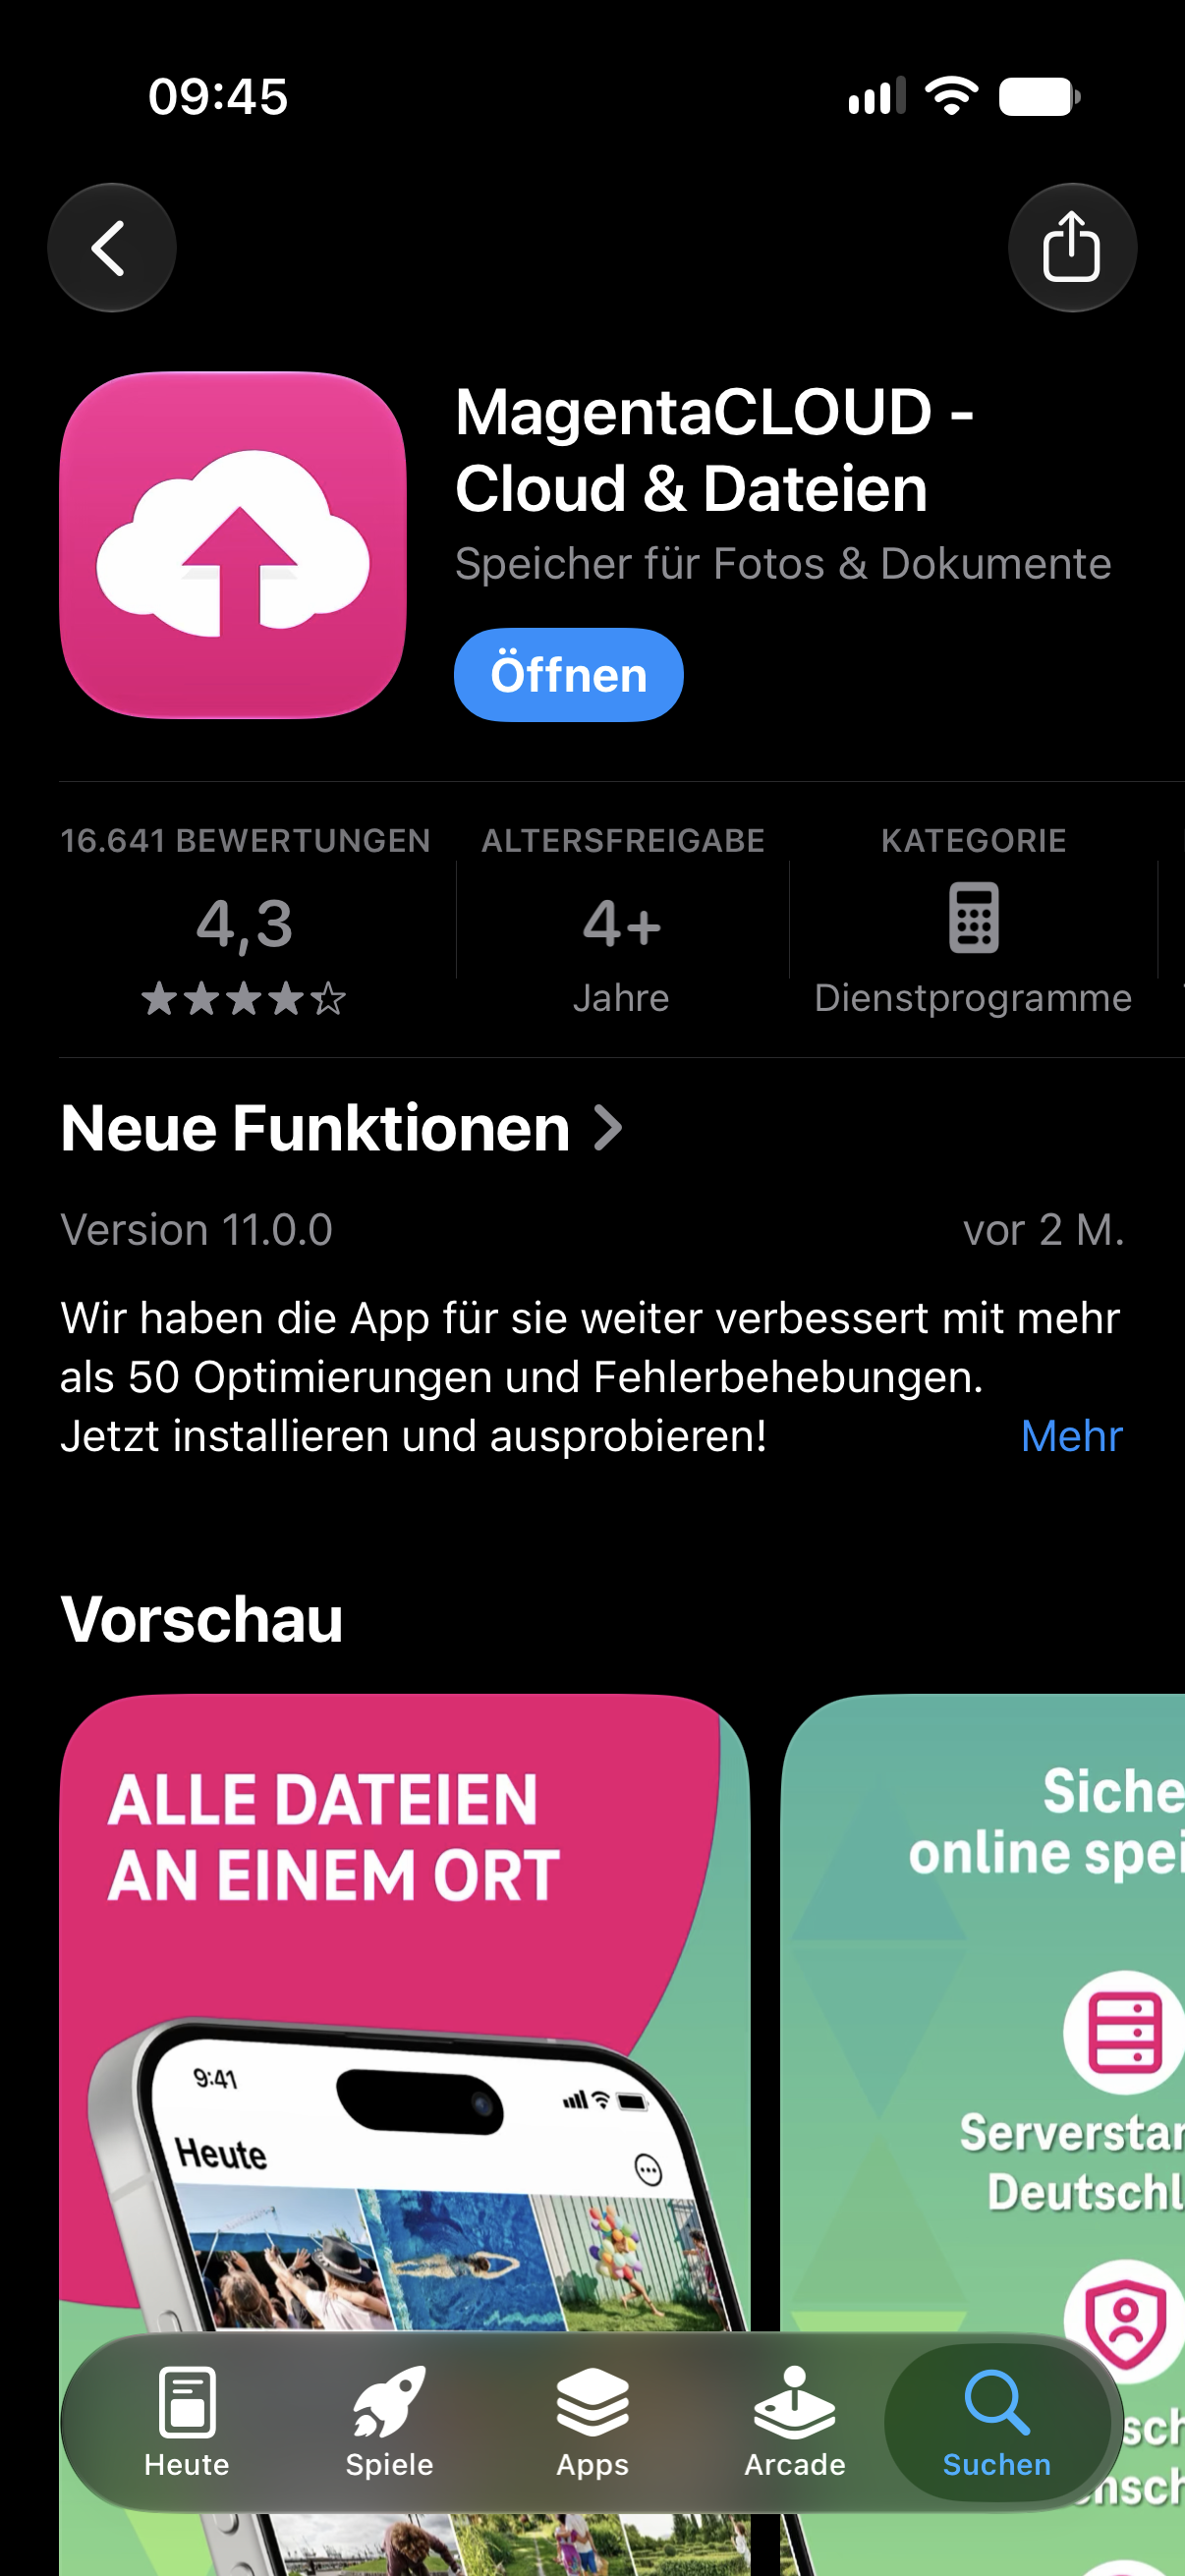 09:45
MagentaCLOUD -
Cloud & Dateien
Speicher für Fotos & Dokumente
Öffnen
16.641 BEWERTUNGEN
4,3
ALTERSFREIGABE
4+
Jahre
KATEGORIE
Dienstprogramme
Neue Funktionen
Version 11.0.0
vor 2 M.
Wir haben die App für sie weiter verbessert mit mehr
als 50 Optimierungen und Fehlerbehebungen.
Jetzt installieren und ausprobieren!
Mehr
Vorschau
ALLE DATEIEN
AN EINEM ORT
9:41
Heute
online
Heute
Spiele
Apps
Arcade
Suchen